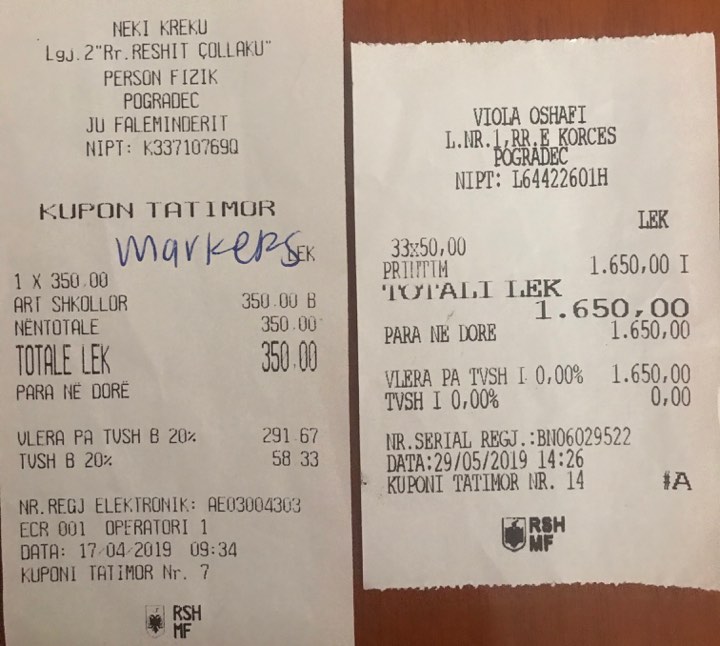 NEKI KREKU
Lgj.2"Rr.RESHIT ÇOLLAKU"
PERSON FIZIK
POGRADEC
JU FALEMINDERIT
NIPT: K33710769Q
KUPON TATIMOR
markers
LEK
1 X 350.00
ART SHKOLLOR 350.00 B
NËNTOTALE 350.00
TOTALE LEK 350.00
PARA NË DORË
VLERA PA TVSH B 20% 291.67
TVSH B 20% 58 33
NR.REGJ ELEKTRONIK: AE03004303
ECR 001 OPERATORI 1
DATA: 17/04/2019 09:34
KUPONI TATIMOR Nr. 7
RSH
MF
VIOLA OSHAFI
L.NR.1,RR.E KORCES
POGRADEC
NIPT: L64422601H
LEK
33x50,00
PRINTIM 1.650,00 I
TOTALI LEK
1.650,00
PARA NE DORE 1.650,00
VLERA PA TVSH I 0,00% 1.650,00
TVSH I 0,00% 0,00
NR.SERIAL REGJ.:BN06029522
DATA:29/05/2019 14:26
KUPONI TATIMOR NR. 14 #A
RSH
MF